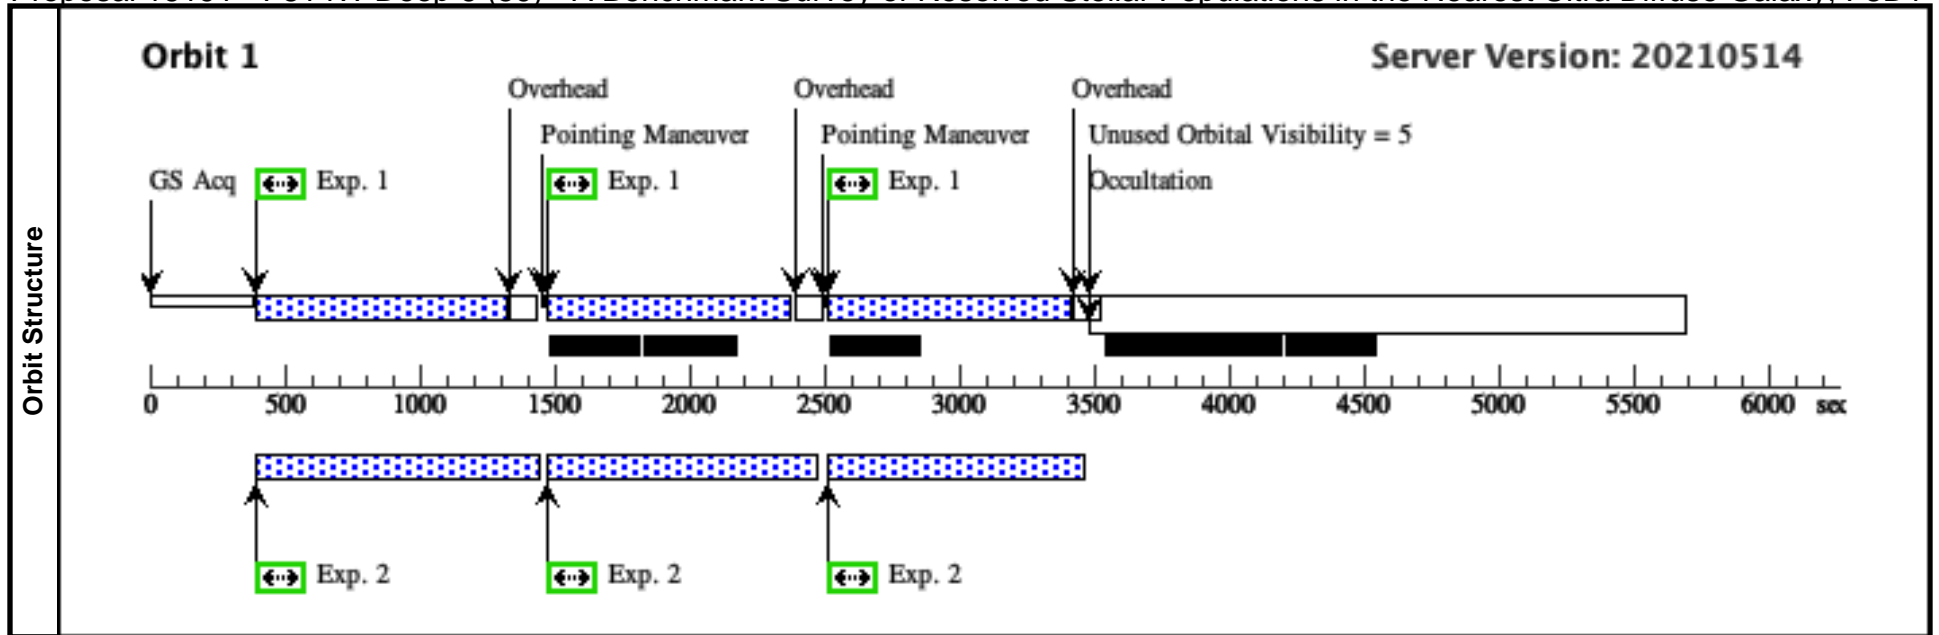 Orbit 1
Server Version: 20210514
Overhead
Overhead
Overhead
Pointing Maneuver
Pointing Maneuver
Unused Orbital Visibility = 5
GS Acq
Exp. 1
Exp. 1
Exp. 1
Occultation
Orbit Structure
0 500 1000 1500 2000 2500 3000 3500 4000 4500 5000 5500 6000 sec
Exp. 2
Exp. 2
Exp. 2